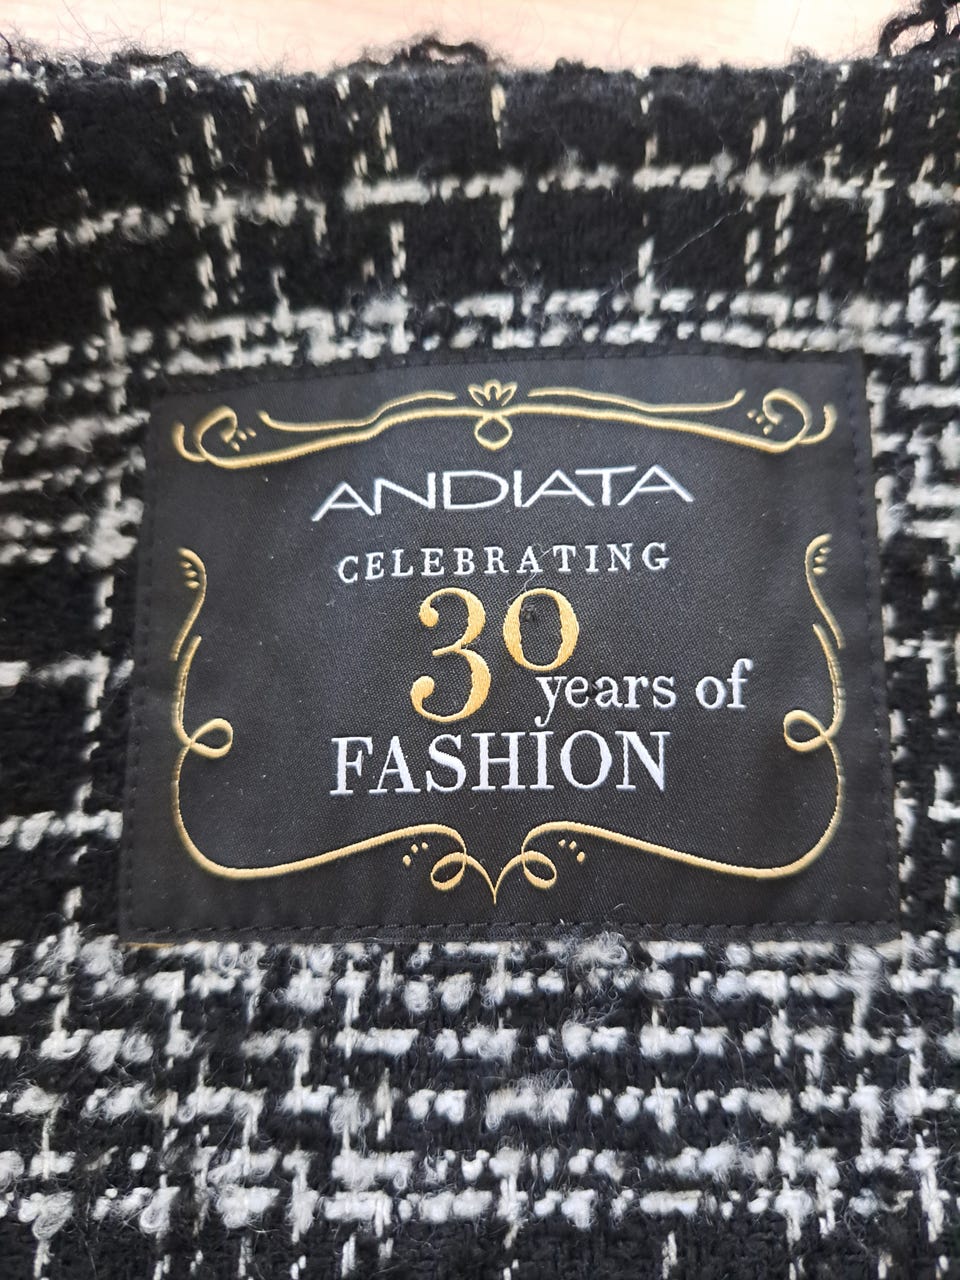 ANDIATA
CELEBRATING
30
years of
FASHION